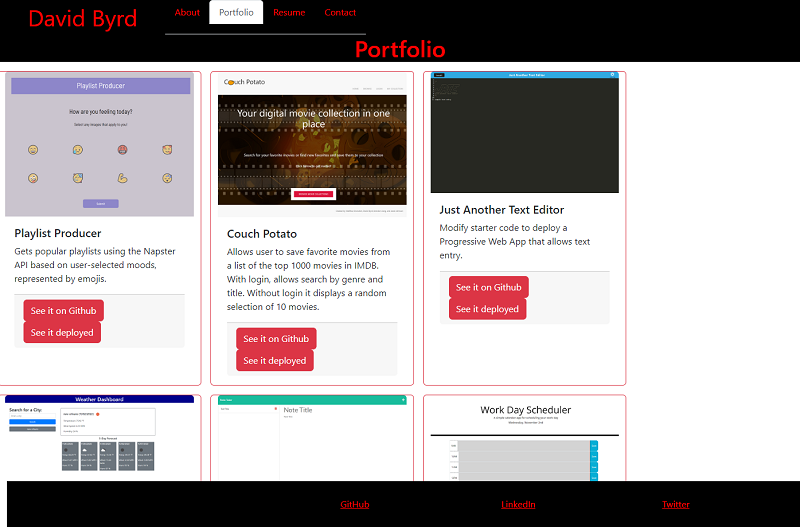 David Byrd
About
Portfolio
Resume
Contact
Portfolio
Playlist Producer
How are you feeling today?
Select any images that apply to you!
Playlist Producer
Gets popular playlists using the Napster
API based on user-selected moods,
represented by emojis.
See it on Github
See it deployed
Couch Potato
Your digital movie collection in one
place
Search for your favorite movies or find new favorites and save them to your collection
Couch Potato
Allows user to save favorite movies from
a list of the top 1000 movies in IMDB.
With login, allows search by genre and
title. Without login it displays a random
selection of 10 movies.
See it on Github
See it deployed
Just Another Text Editor
Just Another Text Editor
Modify starter code to deploy a
Progressive Web App that allows text
entry.
See it on Github
See it deployed
Weather Dashboard
Search for a City:
Note Title
Work Day Scheduler
A simple calendar app for scheduling your work day
GitHub
LinkedIn
Twitter